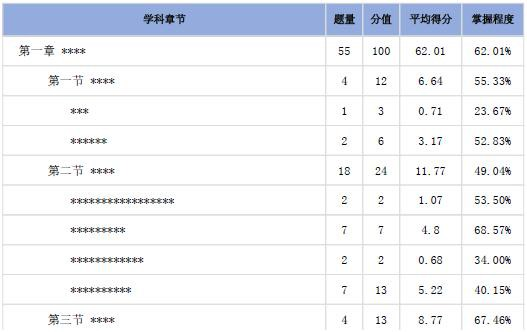 学科章节 题量 分值 平均得分 掌握程度
第一章 **** 55 100 62.01 62.01%
第一节 **** 4 12 6.64 55.33%
*** 1 3 0.71 23.67%
****** 2 6 3.17 52.83%
第二节 **** 18 24 11.77 49.04%
***************** 2 2 1.07 53.50%
********* 7 7 4.8 68.57%
************ 2 2 0.68 34.00%
********** 7 13 5.22 40.15%
第三节 **** 4 13 8.77 67.46%